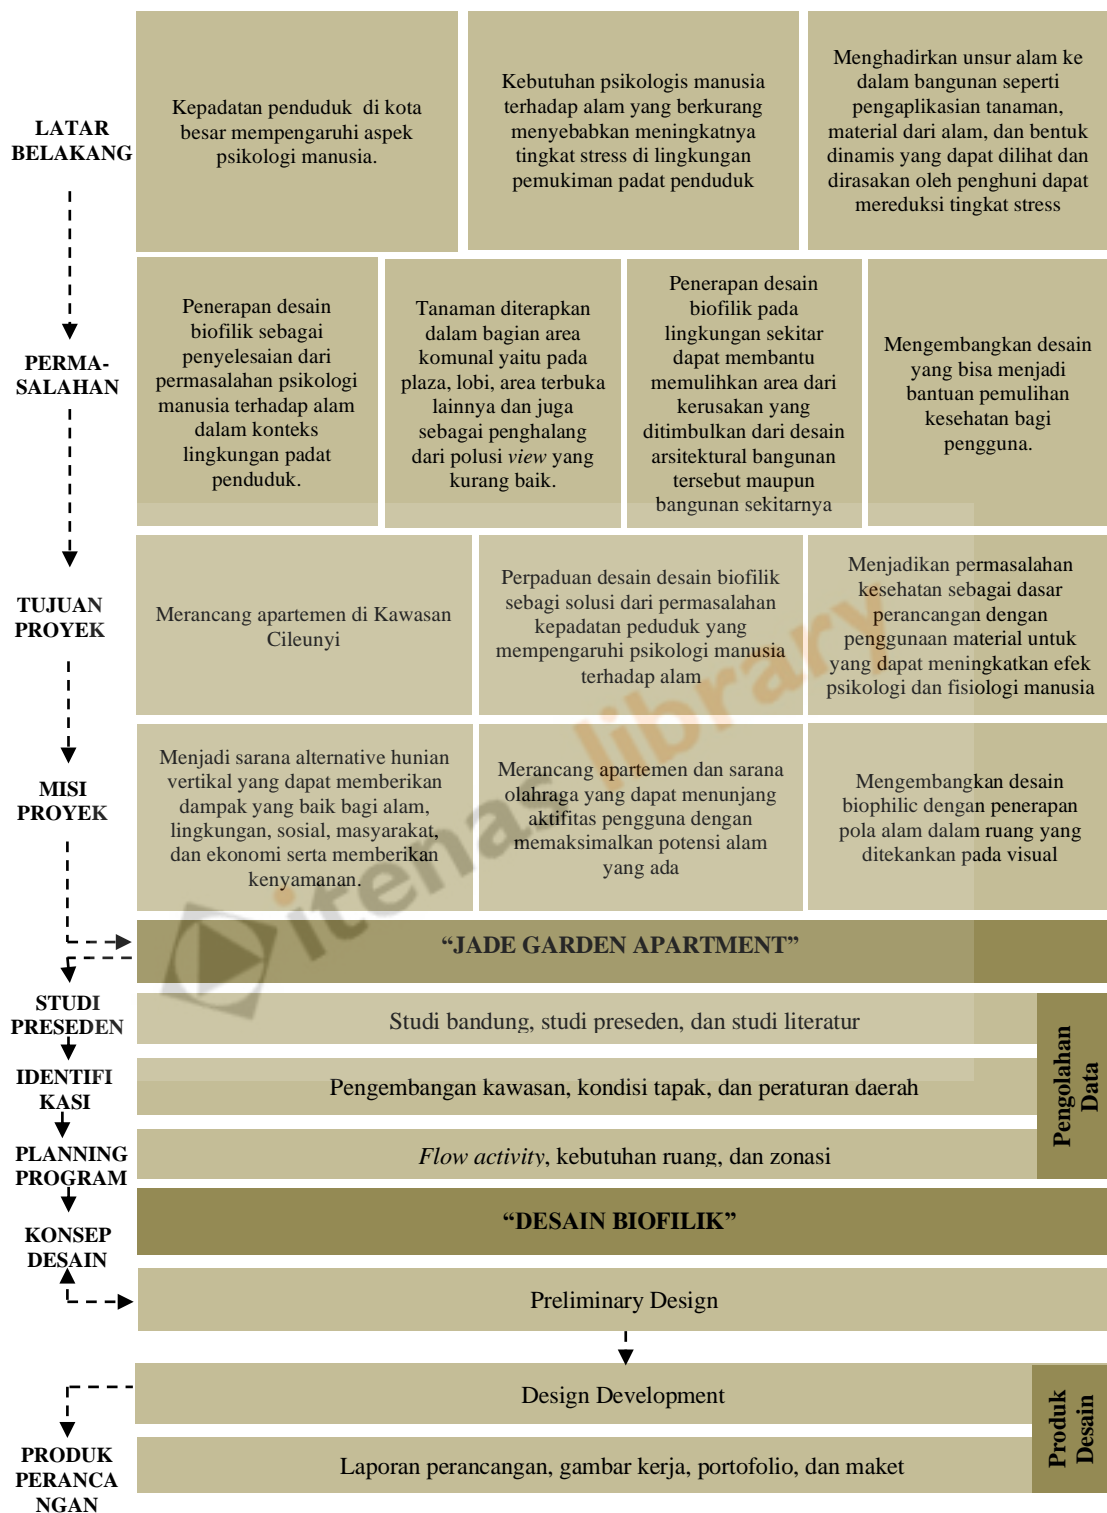 LATAR
BELAKANG
Kepadatan penduduk di kota
besar mempengaruhi aspek
psikologi manusia.
Kebutuhan psikologis manusia
terhadap alam yang berkurang
menyebabkan meningkatnya
tingkat stress di lingkungan
pemukiman padat penduduk
Menghadirkan unsur alam ke
dalam bangunan seperti
pengaplikasian tanaman,
material dari alam, dan bentuk
dinamis yang dapat dilihat dan
dirasakan oleh penghuni dapat
mereduksi tingkat stress
PERMA-
SALAHAN
Penerapan desain
biofilik sebagai
penyelesaian dari
permasalahan psikologi
manusia terhadap alam
dalam konteks
lingkungan padat
penduduk.
Tanaman diterapkan
dalam bagian area
komunal yaitu pada
plaza, lobi, area terbuka
lainnya dan juga
sebagai penghalang
dari polusi view yang
kurang baik.
Penerapan desain
biofilik pada
lingkungan sekitar
dapat membantu
memulihkan area dari
kerusakan yang
ditimbulkan dari desain
arsitektural bangunan
tersebut maupun
bangunan sekitarnya
Mengembangkan desain
yang bisa menjadi
bantuan pemulihan
kesehatan bagi
pengguna.
TUJUAN
PROYEK
Merancang apartemen di Kawasan
Cileunyi
Perpaduan desain desain biofilik
sebagi solusi dari permasalahan
kepadatan peduduk yang
mempengaruhi psikologi manusia
terhadap alam
Menjadikan permasalahan
kesehatan sebagai dasar
perancangan dengan
penggunaan material untuk
yang dapat meningkatkan efek
psikologi dan fisiologi manusia
MISI
PROYEK
Menjadi sarana alternative hunian
vertikal yang dapat memberikan
dampak yang baik bagi alam,
lingkungan, sosial, masyarakat,
dan ekonomi serta memberikan
kenyamanan.
Merancang apartemen dan sarana
olahraga yang dapat menunjang
aktifitas pengguna dengan
memaksimalkan potensi alam
yang ada
Mengembangkan desain
biophilic dengan penerapan
pola alam dalam ruang yang
ditekankan pada visual
itenas library
“JADE GARDEN APARTMENT”
STUDI
PRESEDEN
Studi bandung, studi preseden, dan studi literatur
IDENTIFI
KASI
Pengembangan kawasan, kondisi tapak, dan peraturan daerah
PLANNING
PROGRAM
Flow activity, kebutuhan ruang, dan zonasi
Pengolahan
Data
KONSEP
DESAIN
“DESAIN BIOFILIK”
Preliminary Design
Design Development
Produk
Desain
PRODUK
PERANCA
NGAN
Laporan perancangan, gambar kerja, portofolio, dan maket